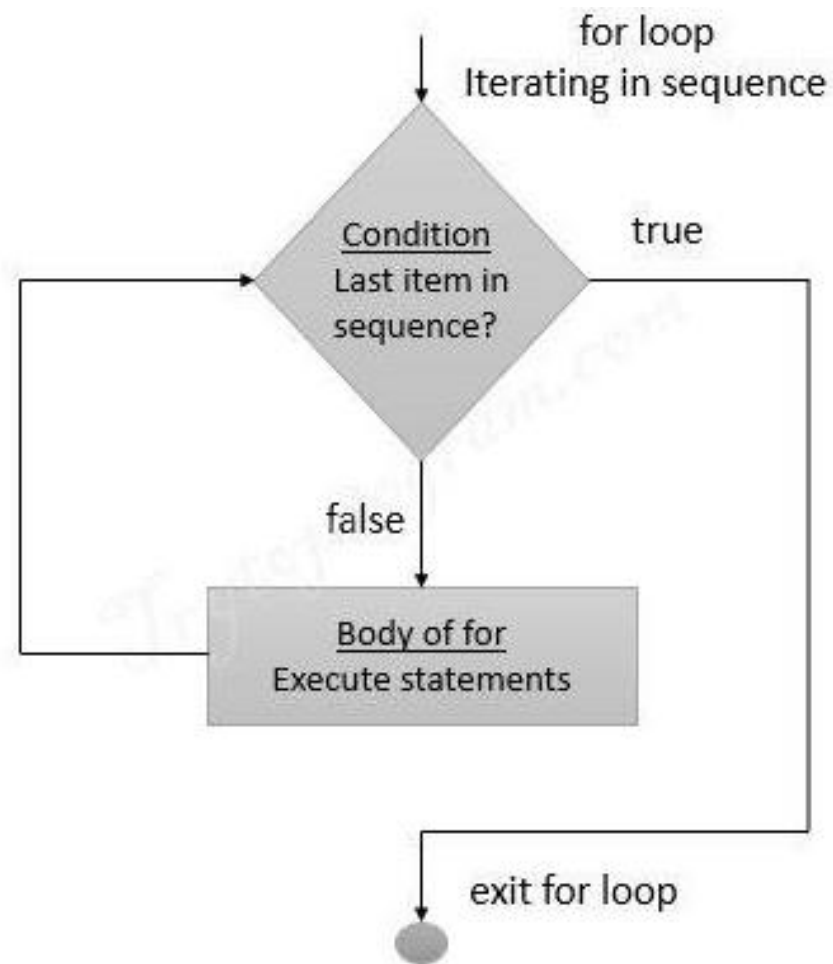 for loop
Iterating in sequence
Condition
Last item in
sequence?
true
false
Body of for
Execute statements
exit for loop